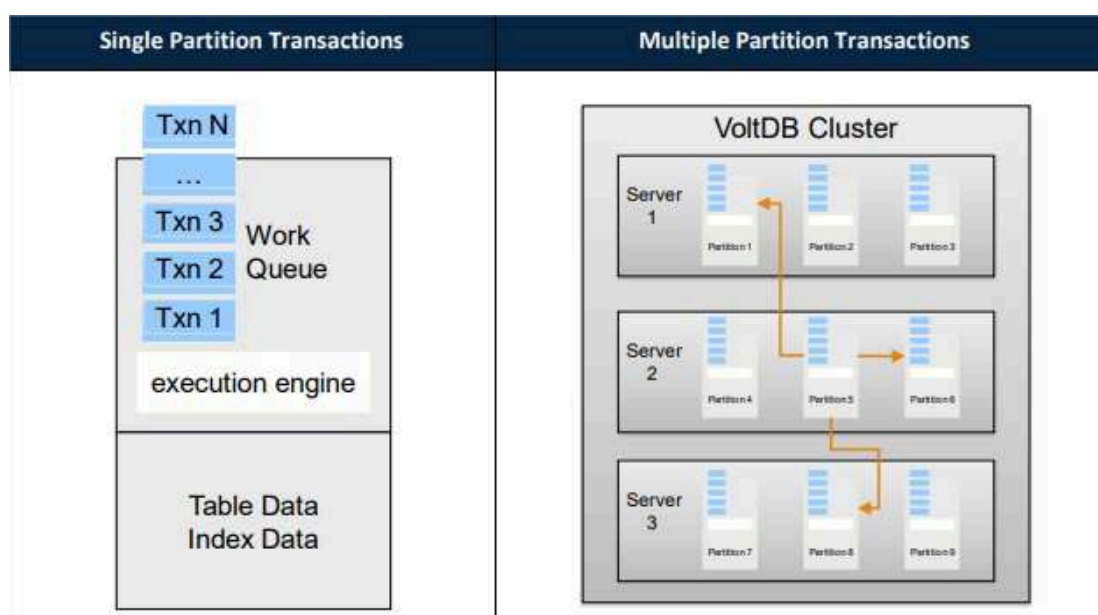 Single Partition Transactions
Multiple Partition Transactions
Txn N
...
Txn 3
Txn 2
Txn 1
Work
Queue
execution engine
Table Data
Index Data
VoltDB Cluster
Server
1
Partition 1
Partition 2
Partition 3
Server
2
Partition 4
Partition 5
Partition 6
Server
3
Partition 7
Partition 8
Partition 9